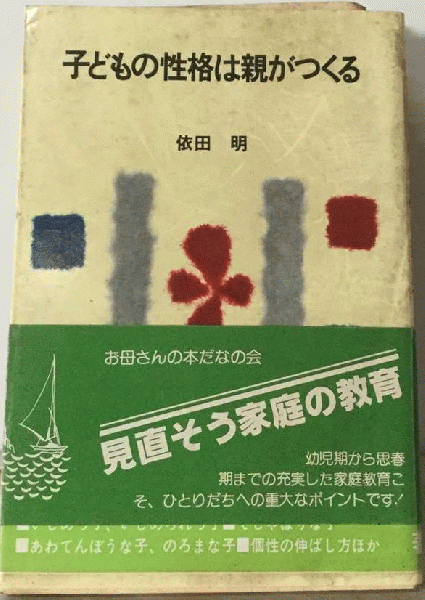 子どもの性格は親がつくる
依田 明
お母さんの本だなの会
見直そう家庭の教育
幼児期から思春
期までの充実した家庭教育こ
そ、ひとりだちへの重大なポイントです!
■あわてんぼうな子、のろまな子■個性の伸ばし方ほか